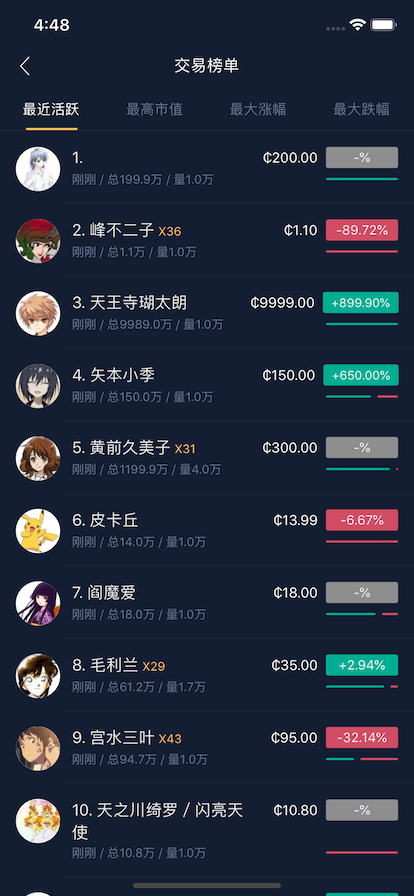 4:48
交易榜单
最近活跃 最高市值 最大涨幅 最大跌幅
1. ₵200.00 -%
刚刚 / 总199.9万 / 量1.0万
2. 峰不二子 X36 ₵1.10 -89.72%
刚刚 / 总1.1万 / 量1.0万
3. 天王寺瑚太朗 ₵9999.00 +899.90%
刚刚 / 总9989.0万 / 量1.0万
4. 矢本小季 ₵150.00 +650.00%
刚刚 / 总150.0万 / 量1.0万
5. 黄前久美子 X31 ₵300.00 -%
刚刚 / 总1199.9万 / 量4.0万
6. 皮卡丘 ₵13.99 -6.67%
刚刚 / 总14.0万 / 量1.0万
7. 阎魔爱 ₵18.00 -%
刚刚 / 总18.0万 / 量1.0万
8. 毛利兰 X29 ₵35.00 +2.94%
刚刚 / 总61.2万 / 量1.7万
9. 宫水三叶 X43 ₵95.00 -32.14%
刚刚 / 总94.7万 / 量1.0万
10. 天之川绮罗 / 闪亮天 ₵10.80 -%
使
刚刚 / 总10.8万 / 量1.0万